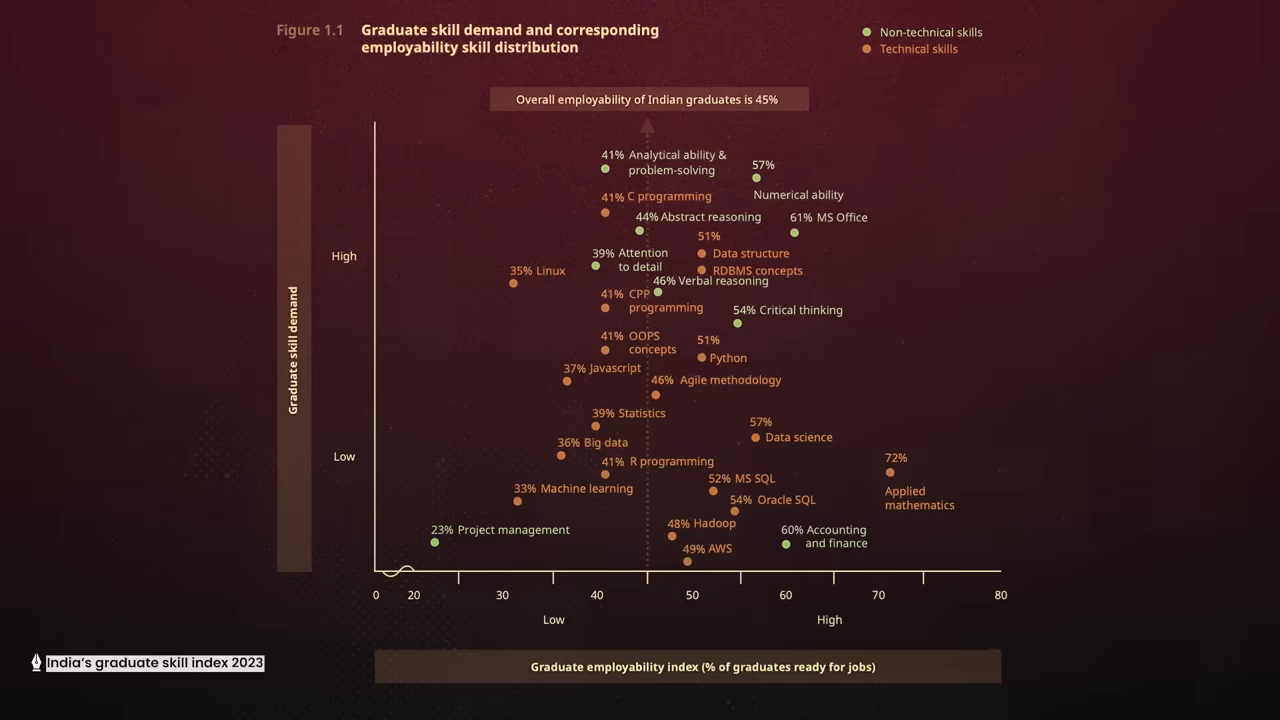 Figure 1.1
Graduate skill demand and corresponding
employability skill distribution
Non-technical skills
Technical skills
Overall employability of Indian graduates is 45%
41% Analytical ability &
problem-solving
57%
Numerical ability
41% C programming
44% Abstract reasoning
61% MS Office
51%
Data structure
39% Attention
to detail
High
35% Linux
RDBMS concepts
46% Verbal reasoning
41% CPP
programming
54% Critical thinking
41% OOPS
concepts
51%
Python
37% Javascript
46% Agile methodology
Graduate skill demand
39% Statistics
57%
Data science
36% Big data
Low
41% R programming
72%
Applied
mathematics
52% MS SQL
33% Machine learning
54% Oracle SQL
48% Hadoop
23% Project management
60% Accounting
and finance
49% AWS
0 20 30 40 50 60 70 80
Low High
India's graduate skill index 2023
Graduate employability index (% of graduates ready for jobs)